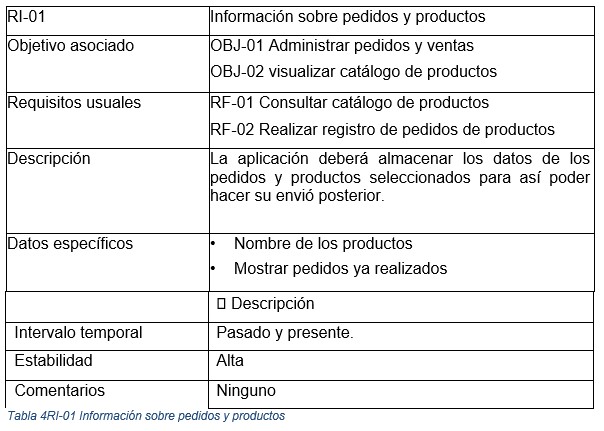 RI-01 Información sobre pedidos y productos
Objetivo asociado OBJ-01 Administrar pedidos y ventas
OBJ-02 visualizar catálogo de productos
Requisitos usuales RF-01 Consultar catálogo de productos
RF-02 Realizar registro de pedidos de productos
Descripción La aplicación deberá almacenar los datos de los
pedidos y productos seleccionados para así poder
hacer su envió posterior.
Datos específicos • Nombre de los productos
• Mostrar pedidos ya realizados
▯ Descripción
Intervalo temporal Pasado y presente.
Estabilidad Alta
Comentarios Ninguno
Tabla 4RI-01 Información sobre pedidos y productos